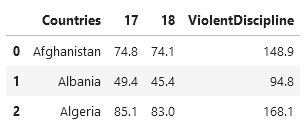 Countries 17 18 ViolentDiscipline
0 Afghanistan 74.8 74.1 148.9
1 Albania 49.4 45.4 94.8
2 Algeria 85.1 83.0 168.1